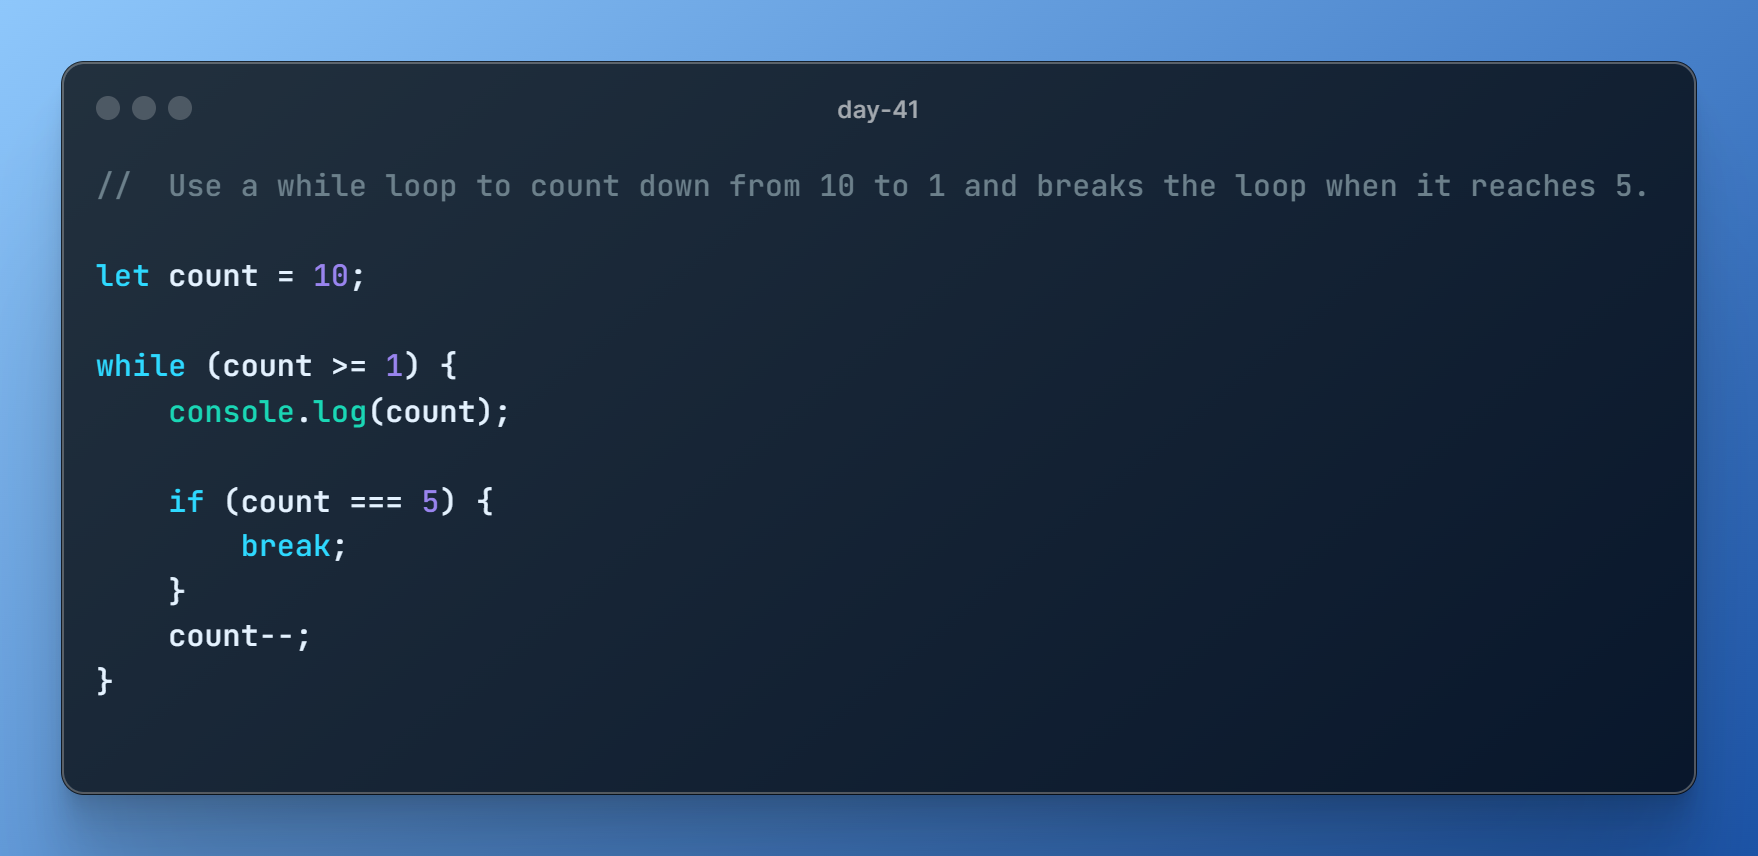 day-41
//  Use a while loop to count down from 10 to 1 and breaks the loop when it reaches 5.
let count = 10;
while (count >= 1) {
    console.log(count);
    if (count === 5) {
        break;
    }
    count--;
}